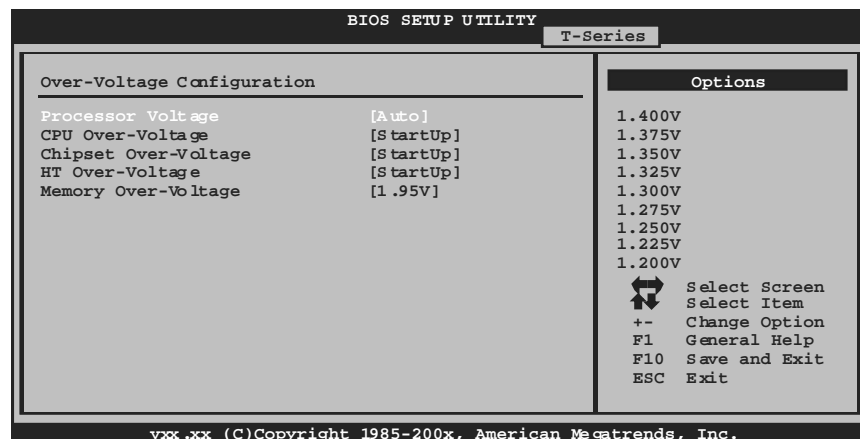 BIOS SETUP UTILITY
T-Series
Over-Voltage Configuration
Processor Voltage [Auto]
CPU Over-Voltage [StartUp]
Chipset Over-Voltage [StartUp]
HT Over-Voltage [StartUp]
Memory Over-Voltage [1.95V]
Options
1.400V
1.375V
1.350V
1.325V
1.300V
1.275V
1.250V
1.225V
1.200V
Select Screen
Select Item
+- Change Option
F1 General Help
F10 Save and Exit
ESC Exit
vxx.xx (C)Copyright 1985-200x, American Megatrends, Inc.